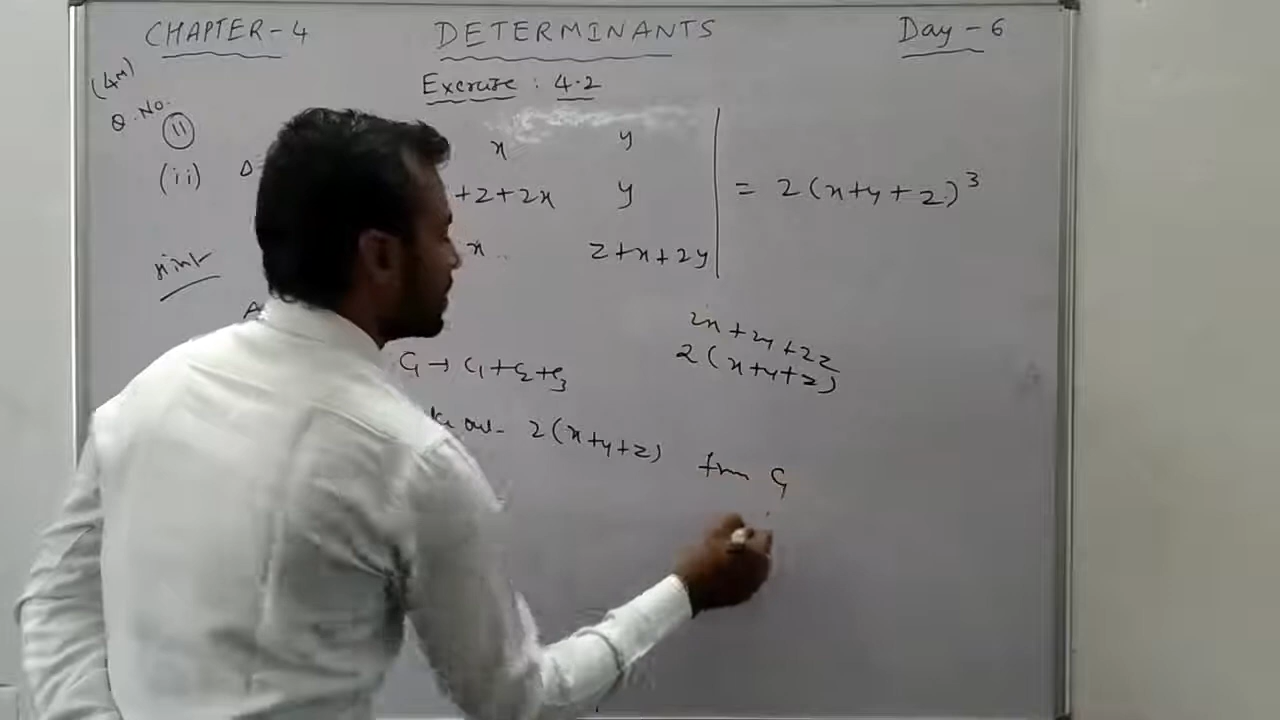 CHAPTER-4 DETERMINANTS Day - 6
(4M) Exercise : 4.2
Q.No. 11
x y
(ii) Δ= +z+2x y = 2(x+y+z)³
x z+x+2y
Hint
2x+2y+2z
2(x+y+z)
C₁ → C₁+C₂+C₃
out 2(x+y+z) from C₁